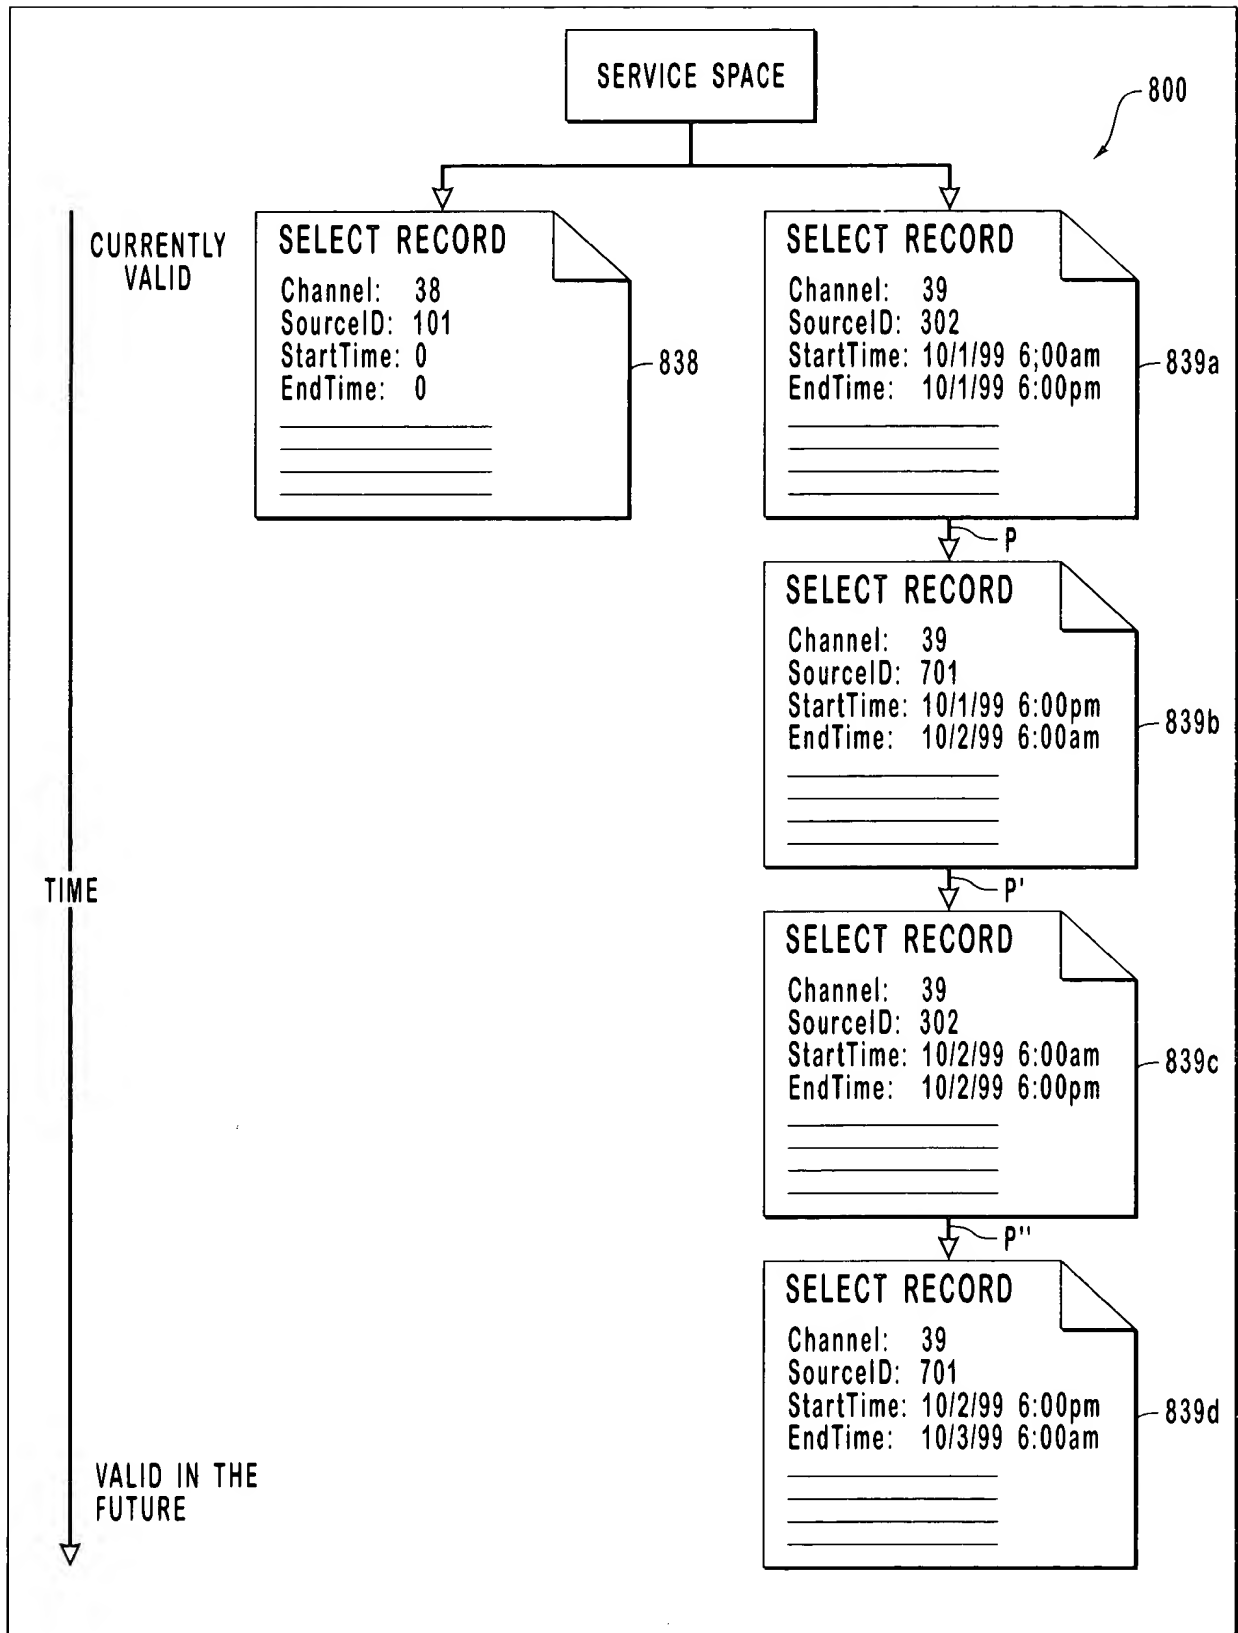 SERVICE SPACE
800
CURRENTLY
VALID
SELECT RECORD
Channel: 38
SourceID: 101
StartTime: 0
EndTime: 0
838
SELECT RECORD
Channel: 39
SourceID: 302
StartTime: 10/1/99 6;00am
EndTime: 10/1/99 6:00pm
839a
P
SELECT RECORD
Channel: 39
SourceID: 701
StartTime: 10/1/99 6:00pm
EndTime: 10/2/99 6:00am
839b
TIME
P'
SELECT RECORD
Channel: 39
SourceID: 302
StartTime: 10/2/99 6:00am
EndTime: 10/2/99 6:00pm
839c
P''
SELECT RECORD
Channel: 39
SourceID: 701
StartTime: 10/2/99 6:00pm
EndTime: 10/3/99 6:00am
839d
VALID IN THE
FUTURE